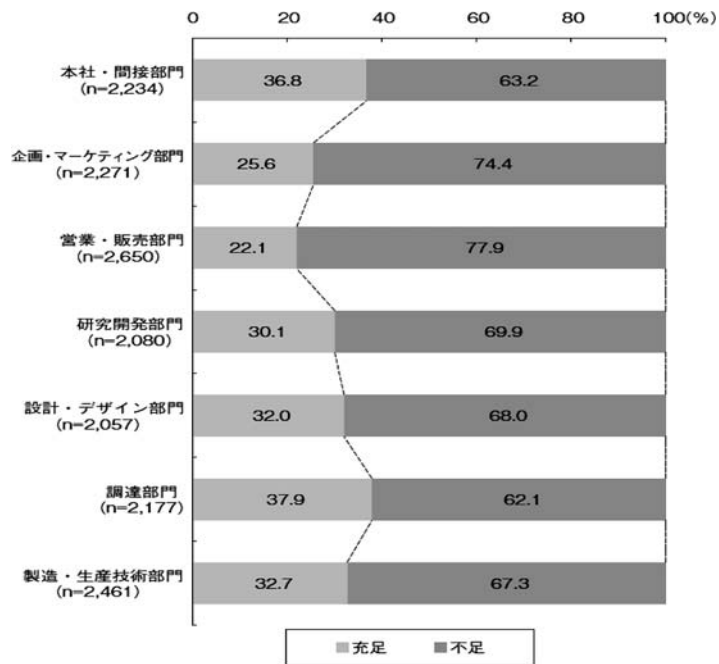 0 20 40 60 80 100(%)
本社・間接部門
(n=2,234)
36.8 63.2
企画・マーケティング部門
(n=2,271)
25.6 74.4
営業・販売部門
(n=2,650)
22.1 77.9
研究開発部門
(n=2,080)
30.1 69.9
設計・デザイン部門
(n=2,057)
32.0 68.0
調達部門
(n=2,177)
37.9 62.1
製造・生産技術部門
(n=2,461)
32.7 67.3
充足 不足